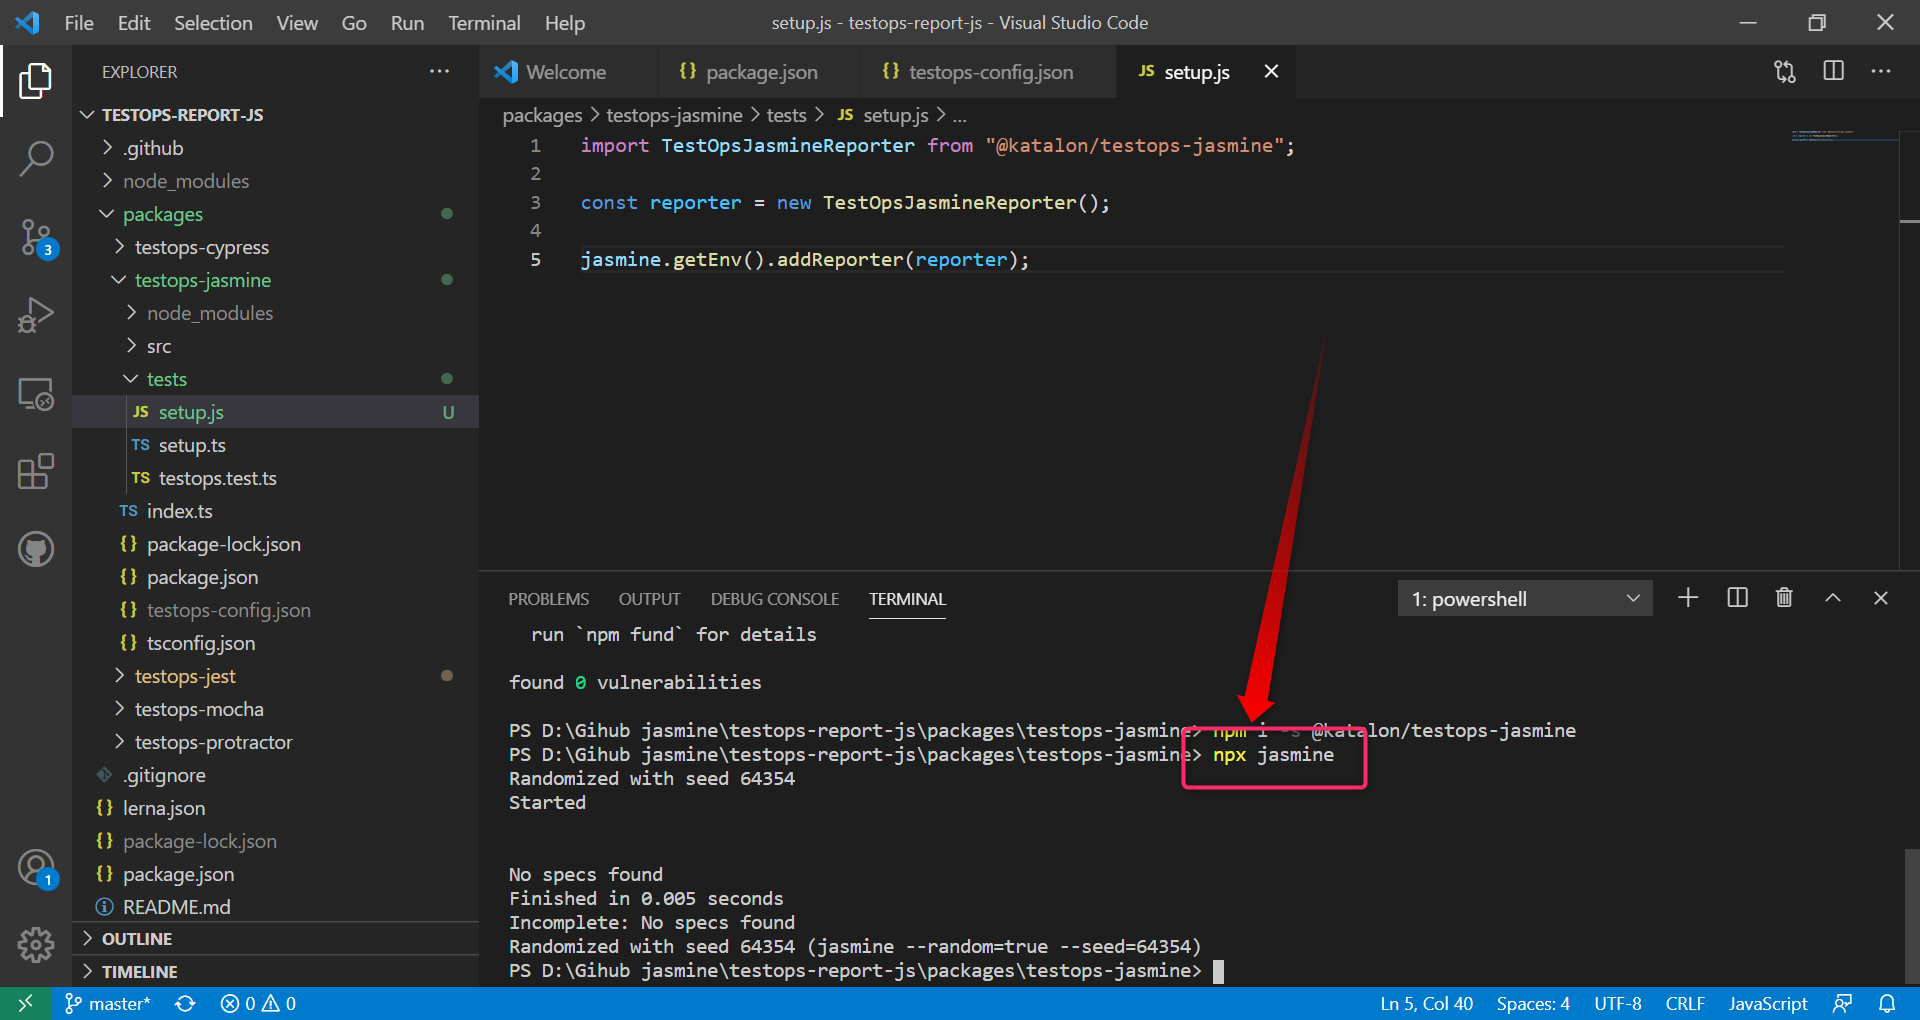 File Edit Selection View Go Run Terminal Help
setup.js - testops-report-js - Visual Studio Code
EXPLORER
TESTOPS-REPORT-JS
.github
node_modules
packages
testops-cypress
testops-jasmine
node_modules
src
tests
JS setup.js U
TS setup.ts
TS testops.test.ts
TS index.ts
{} package-lock.json
{} package.json
{} testops-config.json
{} tsconfig.json
testops-jest
testops-mocha
testops-protractor
.gitignore
{} lerna.json
{} package-lock.json
{} package.json
README.md
OUTLINE
TIMELINE
3
1
Welcome {} package.json {} testops-config.json JS setup.js
packages > testops-jasmine > tests > JS setup.js > ...
1 import TestOpsJasmineReporter from "@katalon/testops-jasmine";
2
3 const reporter = new TestOpsJasmineReporter();
4
5 jasmine.getEnv().addReporter(reporter);
PROBLEMS OUTPUT DEBUG CONSOLE TERMINAL 1: powershell
run `npm fund` for details
found 0 vulnerabilities
PS D:\Gihub jasmine\testops-report-js\packages\testops-jasmine> npm i -s @katalon/testops-jasmine
PS D:\Gihub jasmine\testops-report-js\packages\testops-jasmine> npx jasmine
Randomized with seed 64354
Started
No specs found
Finished in 0.005 seconds
Incomplete: No specs found
Randomized with seed 64354 (jasmine --random=true --seed=64354)
PS D:\Gihub jasmine\testops-report-js\packages\testops-jasmine>
master* 0 0 Ln 5, Col 40 Spaces: 4 UTF-8 CRLF JavaScript